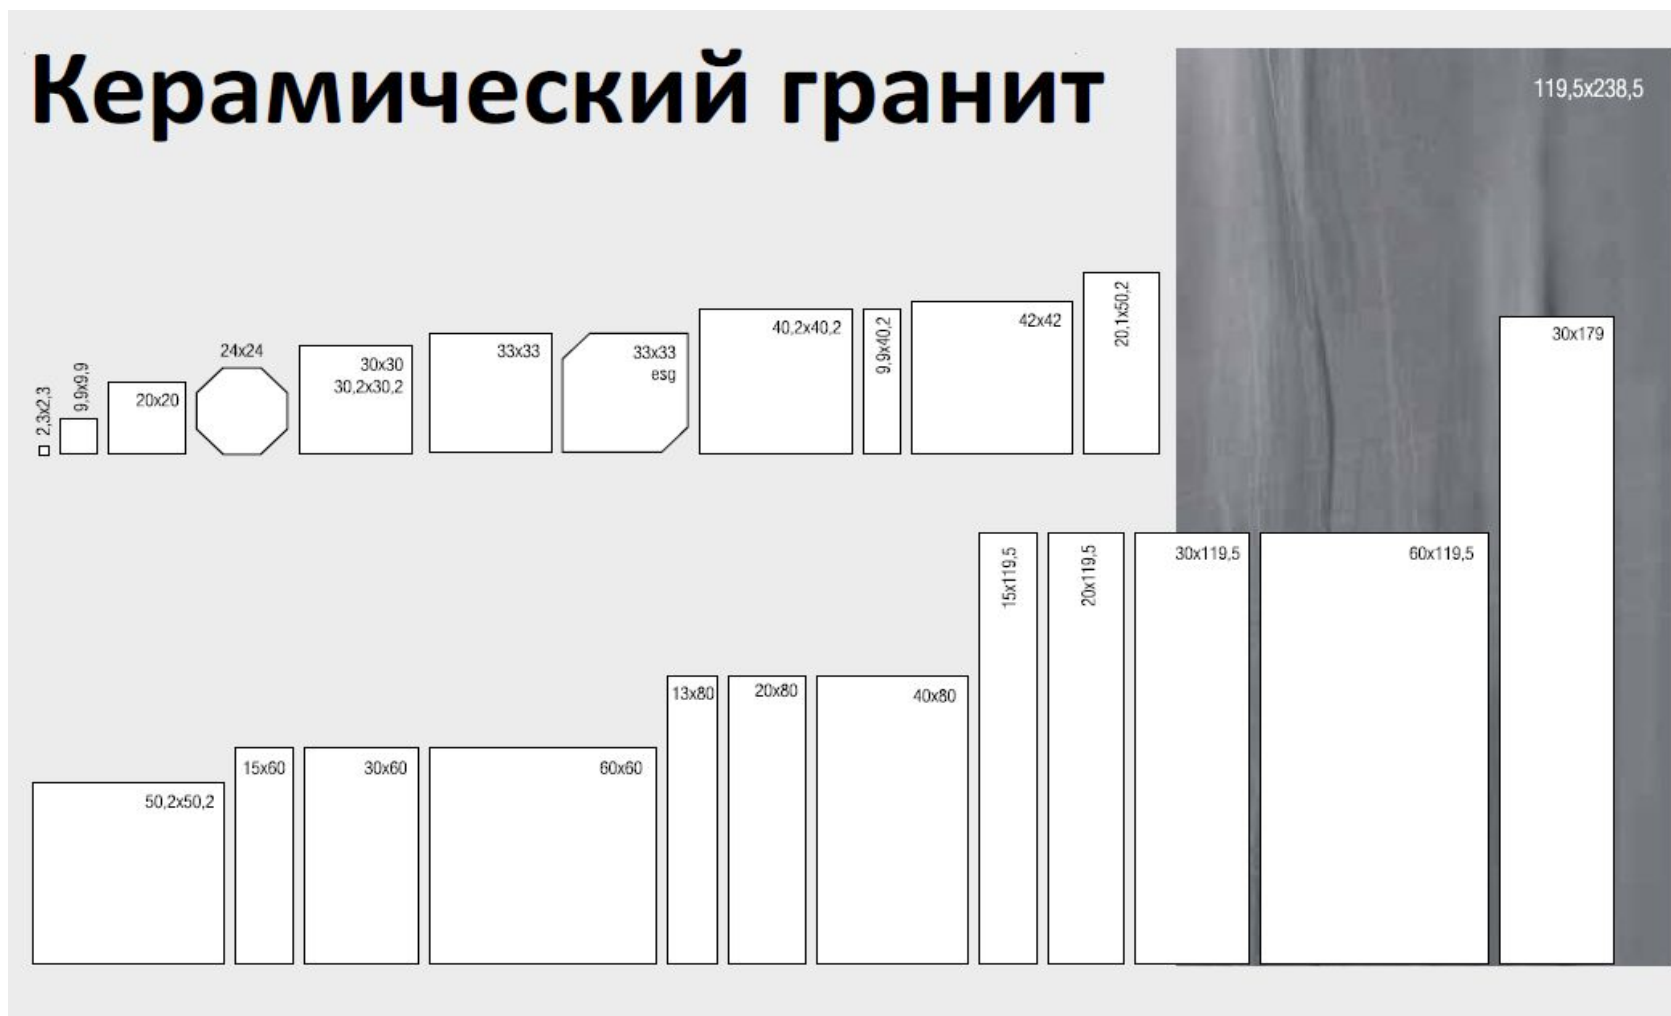 Керамический гранит
119,5x238,5
2,3x2,3
9,9x9,9
20x20
24x24
30x30
30,2x30,2
33x33
33x33
esg
40,2x40,2
9,9x40,2
42x42
20,1x50,2
30x179
50,2x50,2
15x60
30x60
60x60
13x80
20x80
40x80
15x119,5
20x119,5
30x119,5
60x119,5